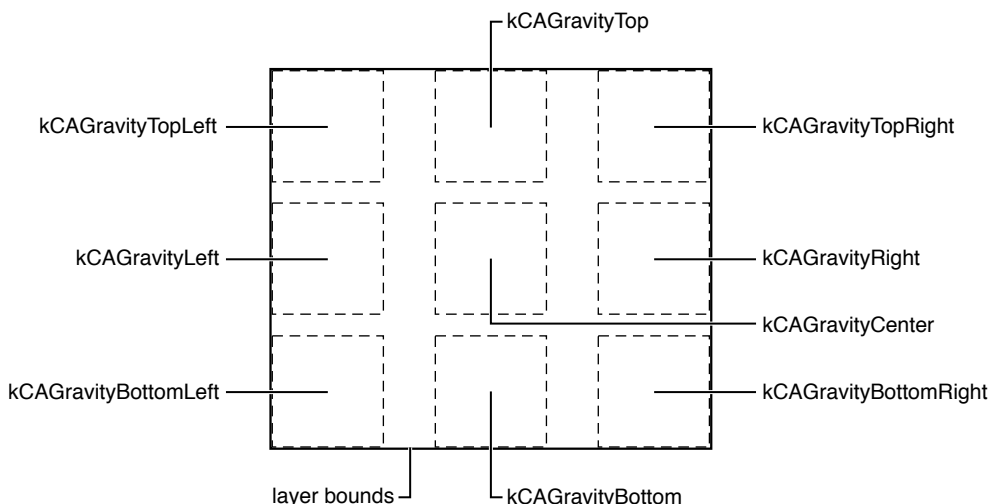 kCAGravityTop
kCAGravityTopLeft
kCAGravityTopRight
kCAGravityLeft
kCAGravityRight
kCAGravityCenter
kCAGravityBottomLeft
kCAGravityBottomRight
layer bounds
kCAGravityBottom